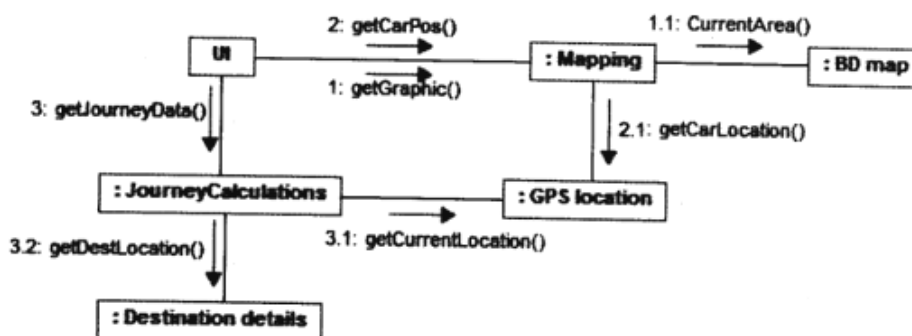 2: getCarPos()
1.1: CurrentArea()
UI
: Mapping
: BD map
1: getGraphic()
3: getJourneyData()
2.1: getCarLocation()
: JourneyCalculations
: GPS location
3.2: getDestLocation()
3.1: getCurrentLocation()
: Destination details